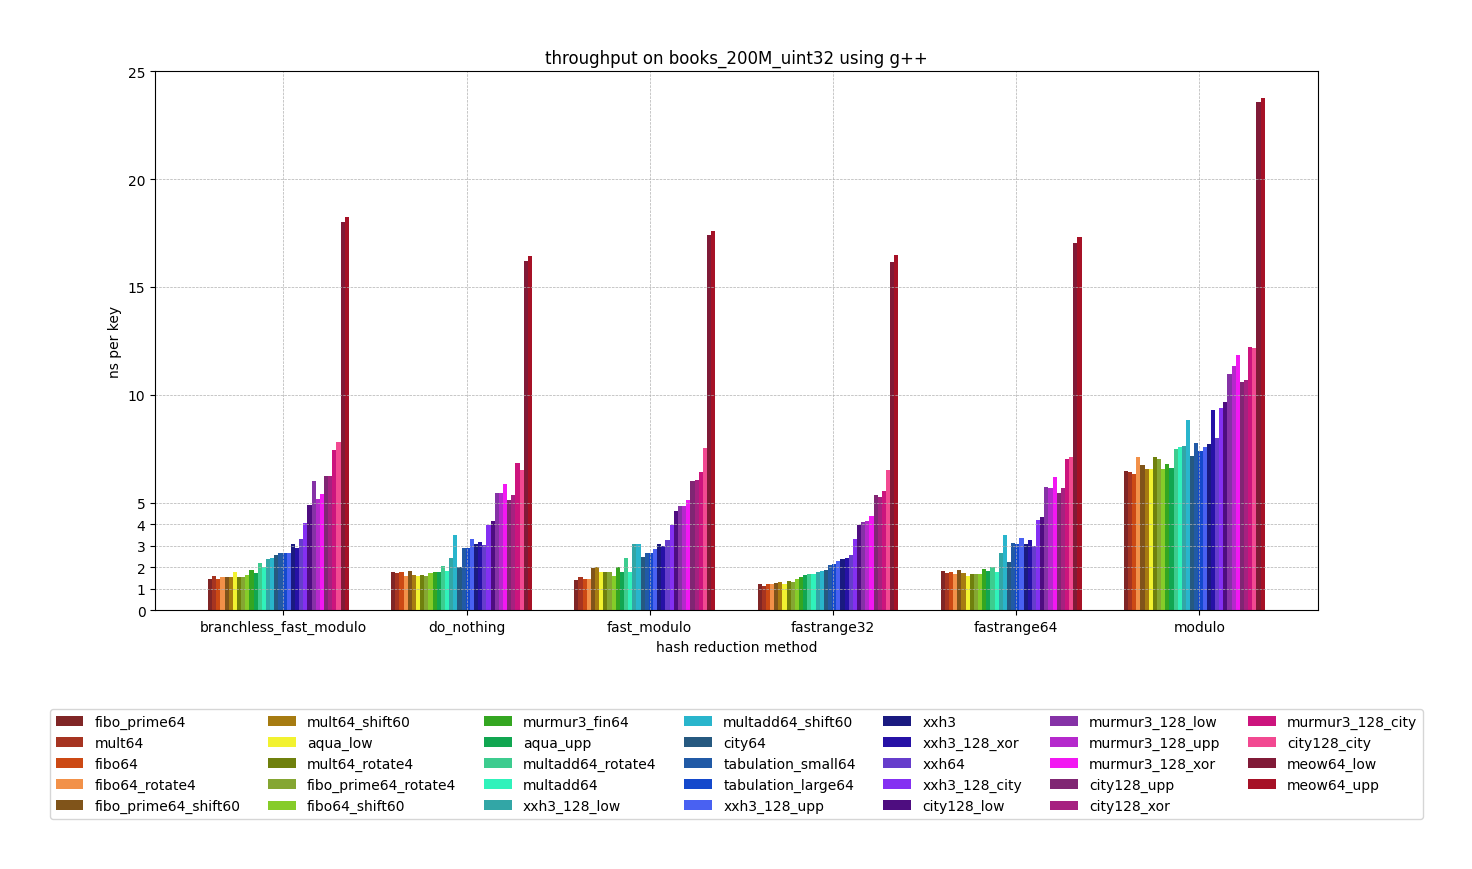 throughput on books_200M_uint32 using g++
25
20
15
10
5
4
3
2
1
0
ns per key
branchless_fast_modulo do_nothing fast_modulo fastrange32 fastrange64 modulo
hash reduction method
fibo_prime64 mult64_shift60 murmur3_fin64 multadd64_shift60 xxh3 murmur3_128_low murmur3_128_city
mult64 aqua_low aqua_upp city64 xxh3_128_xor murmur3_128_upp city128_city
fibo64 mult64_rotate4 multadd64_rotate4 tabulation_small64 xxh64 murmur3_128_xor meow64_low
fibo64_rotate4 fibo_prime64_rotate4 multadd64 tabulation_large64 xxh3_128_city city128_upp meow64_upp
fibo_prime64_shift60 fibo64_shift60 xxh3_128_low xxh3_128_upp city128_low city128_xor